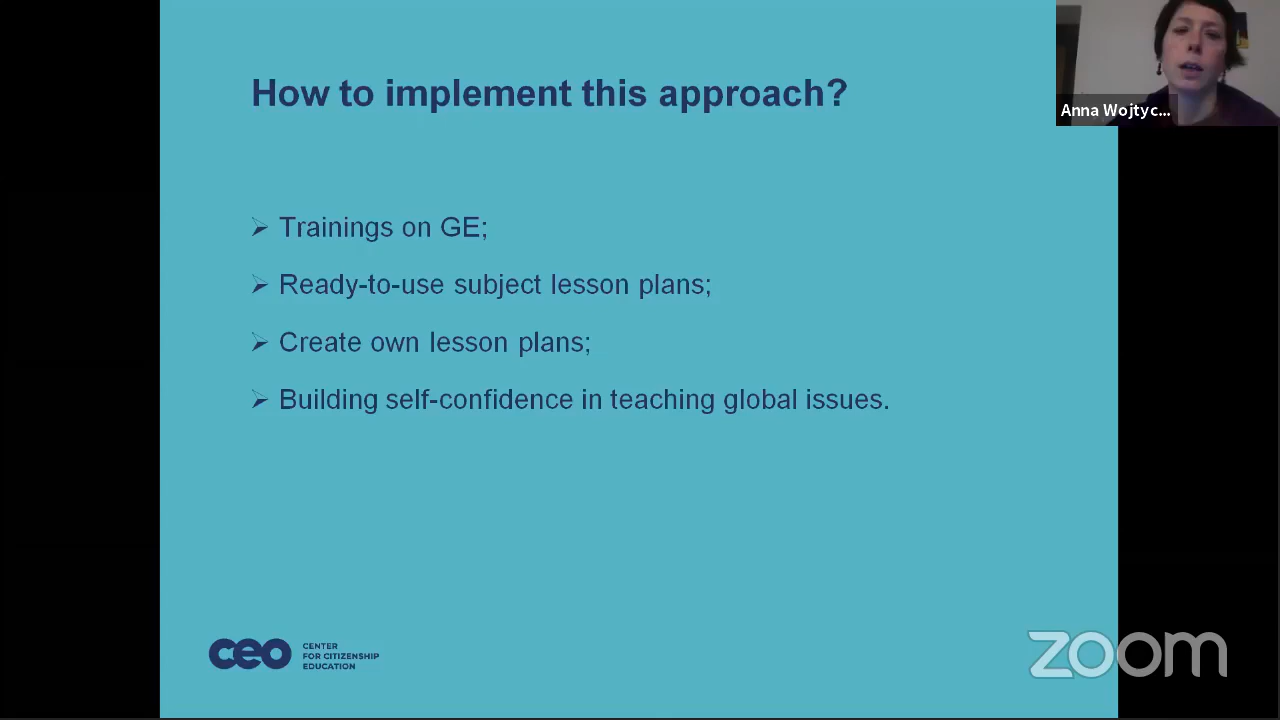 How to implement this approach?
Anna Wojtyc...
➢ Trainings on GE;
➢ Ready-to-use subject lesson plans;
➢ Create own lesson plans;
➢ Building self-confidence in teaching global issues.
ceo
CENTER
FOR CITIZENSHIP
EDUCATION
zoom